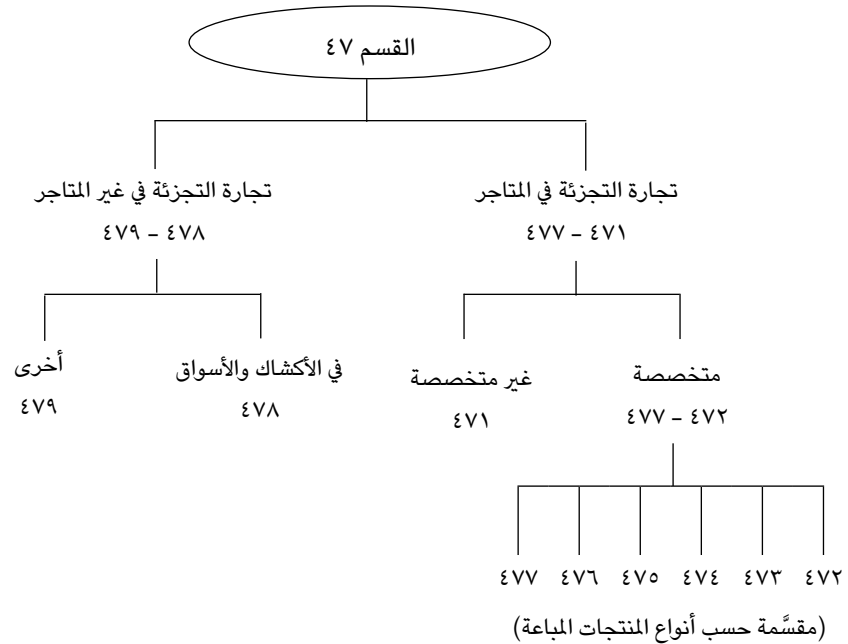 القسم ٤٧
تجارة التجزئة في المتاجر
٤٧١ – ٤٧٧
تجارة التجزئة في غير المتاجر
٤٧٨ – ٤٧٩
متخصصة
٤٧٢ – ٤٧٧
غير متخصصة
٤٧١
في الأكشاك والأسواق
٤٧٨
أخرى
٤٧٩
٤٧٢ ٤٧٣ ٤٧٤ ٤٧٥ ٤٧٦ ٤٧٧
(مقسَّمة حسب أنواع المنتجات المباعة)